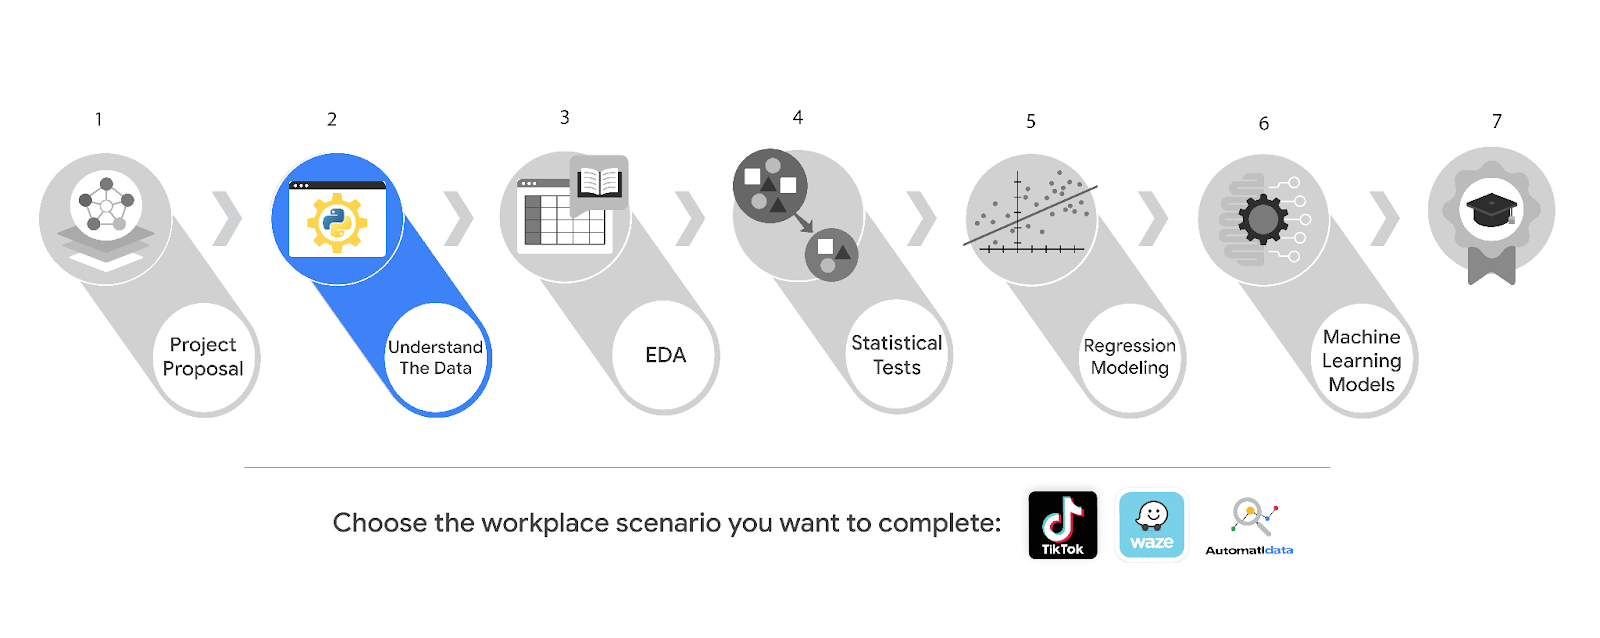 1
2
3
4
5
6
7
Project
Proposal
Understand
The Data
EDA
Statistical
Tests
Regression
Modeling
Machine
Learning
Models
Choose the workplace scenario you want to complete:
TikTok
waze
Automatidata